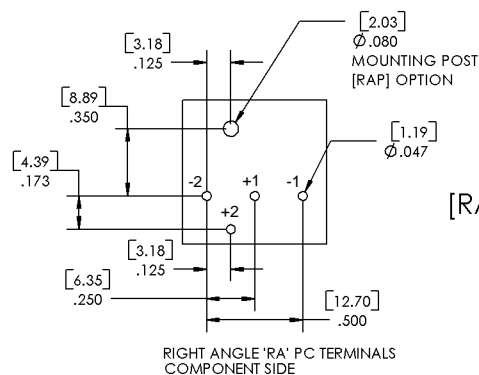 [2.03]
Ø.080
MOUNTING POST
[RAP] OPTION
[3.18]
.125
[8.89]
.350
[1.19]
Ø.047
[4.39]
.173
-2
+1
-1
[RA
+2
[3.18]
.125
[6.35]
.250
[12.70]
.500
RIGHT ANGLE 'RA' PC TERMINALS
COMPONENT SIDE